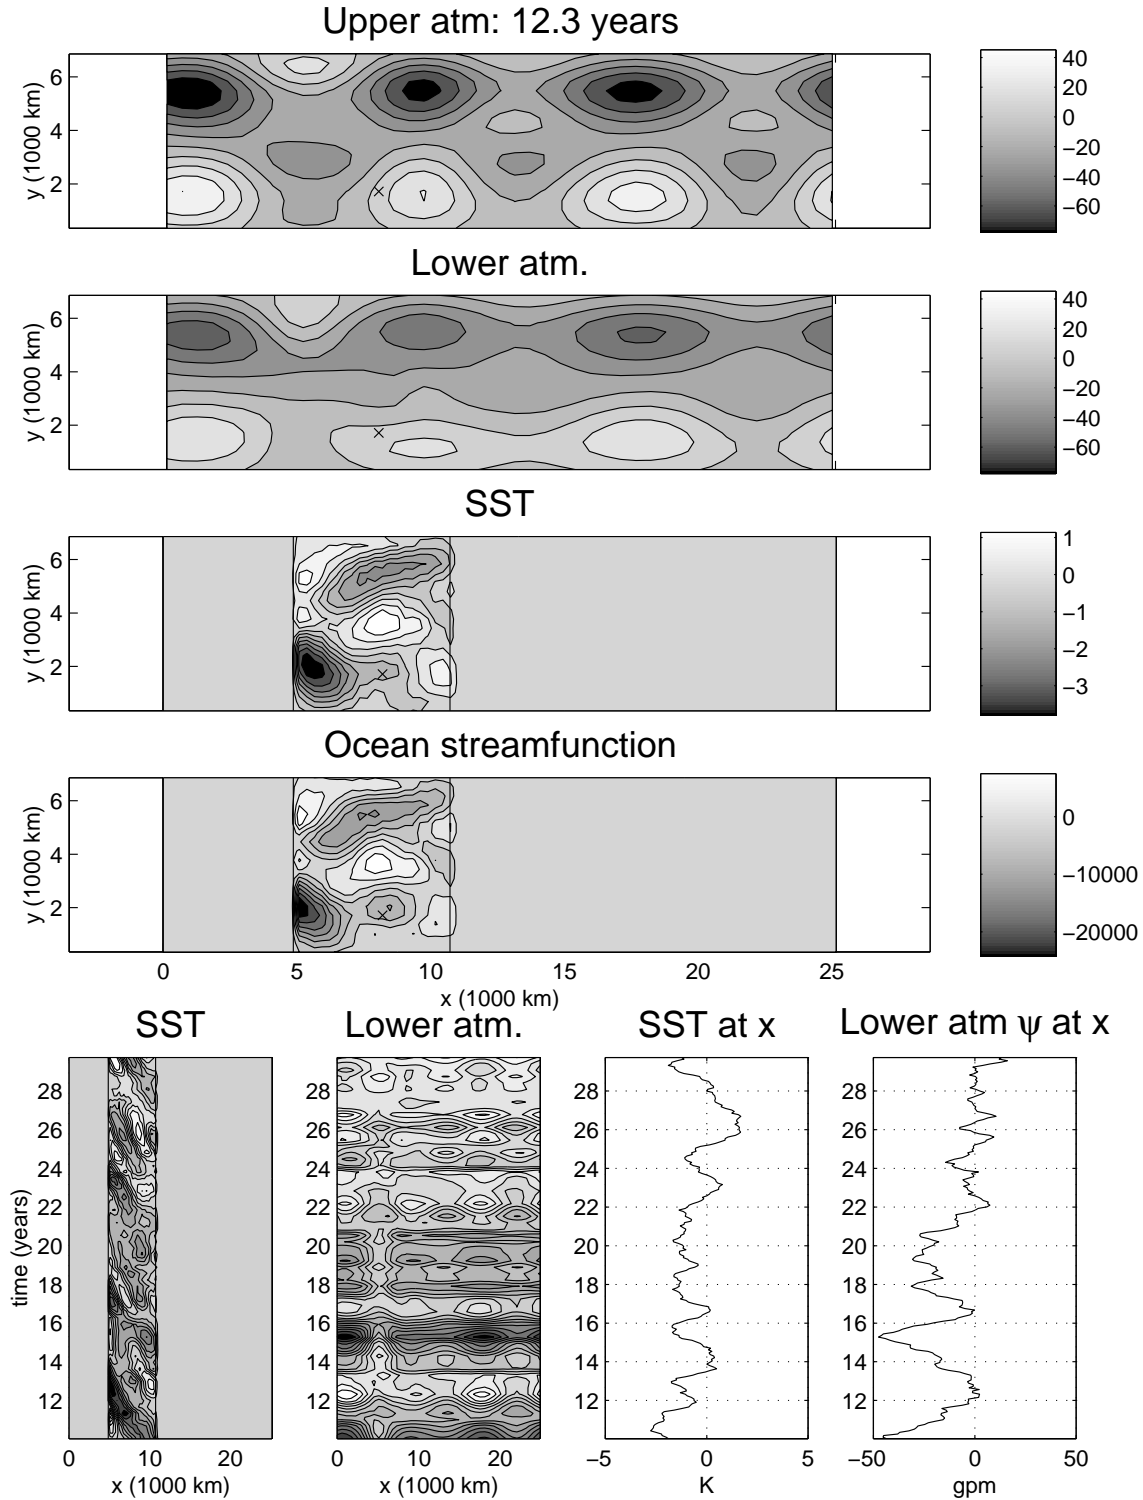 Upper atm: 12.3 years
y (1000 km)
6
4
2
40
20
0
−20
−40
−60
Lower atm.
y (1000 km)
6
4
2
×
40
20
0
−20
−40
−60
SST
y (1000 km)
6
4
2
×
1
0
−1
−2
−3
Ocean streamfunction
y (1000 km)
6
4
2
×
0
−10000
−20000
0 5 10 15 20 25
x (1000 km)
SST Lower atm. SST at x Lower atm ψ at x
time (years)
28 28 28 28
26 26 26 26
24 24 24 24
22 22 22 22
20 20 20 20
18 18 18 18
16 16 16 16
14 14 14 14
12 12 12 12
0 10 20 0 10 20 −5 0 5 −50 0 50
x (1000 km) x (1000 km) K gpm